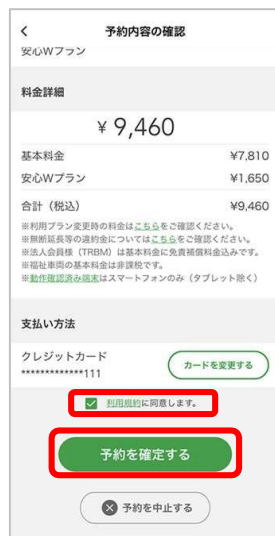 予約内容の確認
安心Wプラン
料金詳細
¥ 9,460
基本料金 ¥7,810
安心Wプラン ¥1,650
合計（税込） ¥9,460
※利用プラン変更時の料金はこちらをご確認ください。
※無断延長等の違約金についてはこちらをご確認ください。
※法人会員様（TRBM）は基本料金に免責補償料金込みです。
※福祉車両の基本料金は非課税です。
※動作確認済み端末はスマートフォンのみ（タブレット除く）
支払い方法
クレジットカード
*************111
カードを変更する
利用規約に同意します。
予約を確定する
予約を中止する